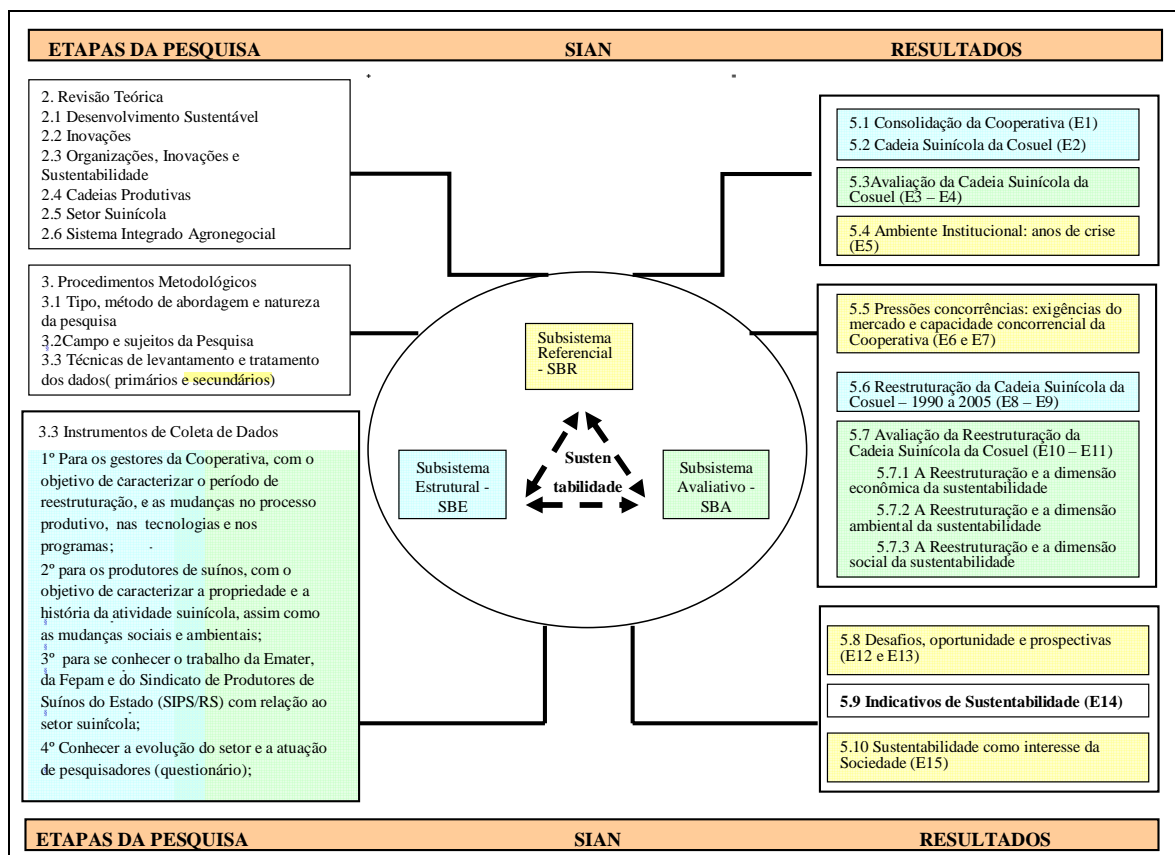 ETAPAS DA PESQUISA SIAN RESULTADOS
2. Revisão Teórica
2.1 Desenvolvimento Sustentável
2.2 Inovações
2.3 Organizações, Inovações e
Sustentabilidade
2.4 Cadeias Produtivas
2.5 Setor Suinícola
2.6 Sistema Integrado Agronegocial
3. Procedimentos Metodológicos
3.1 Tipo, método de abordagem e natureza
da pesquisa
3.2Campo e sujeitos da Pesquisa
3.3 Técnicas de levantamento e tratamento
dos dados( primários e secundários)
3.3 Instrumentos de Coleta de Dados
1º Para os gestores da Cooperativa, com o
objetivo de caracterizar o período de
reestruturação, e as mudanças no processo
produtivo, nas tecnologias e nos
programas;
2º para os produtores de suínos, com o
objetivo de caracterizar a propriedade e a
história da atividade suinícola, assim como
as mudanças sociais e ambientais;
3º para se conhecer o trabalho da Emater,
da Fepam e do Sindicato de Produtores de
Suínos do Estado (SIPS/RS) com relação ao
setor suinícola;
4º Conhecer a evolução do setor e a atuação
de pesquisadores (questionário);
Subsistema
Referencial
- SBR
Subsistema
Estrutural -
SBE
Susten
tabilidade
Subsistema
Avaliativo -
SBA
5.1 Consolidação da Cooperativa (E1)
5.2 Cadeia Suinícola da Cosuel (E2)
5.3Avaliação da Cadeia Suinícola da
Cosuel (E3 – E4)
5.4 Ambiente Institucional: anos de crise
(E5)
5.5 Pressões concorrências: exigências do
mercado e capacidade concorrencial da
Cooperativa (E6 e E7)
5.6 Reestruturação da Cadeia Suinícola da
Cosuel – 1990 a 2005 (E8 – E9)
5.7 Avaliação da Reestruturação da
Cadeia Suinícola da Cosuel (E10 – E11)
5.7.1 A Reestruturação e a dimensão
econômica da sustentabilidade
5.7.2 A Reestruturação e a dimensão
ambiental da sustentabilidade
5.7.3 A Reestruturação e a dimensão
social da sustentabilidade
5.8 Desafios, oportunidade e prospectivas
(E12 e E13)
5.9 Indicativos de Sustentabilidade (E14)
5.10 Sustentabilidade como interesse da
Sociedade (E15)
ETAPAS DA PESQUISA SIAN RESULTADOS